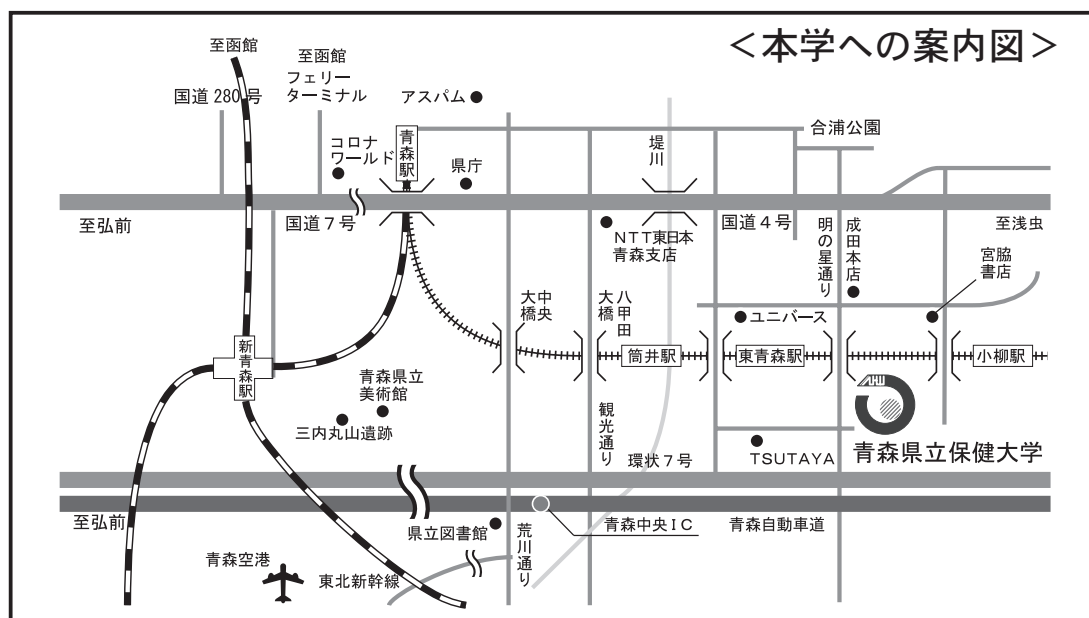 ＜本学への案内図＞
至函館
至函館
フェリー
ターミナル
国道280号
アスパム
合浦公園
コロナ
ワールド
青森駅
県庁
堤川
至弘前
国道７号
国道４号
至浅虫
ＮＴＴ東日本
青森支店
明の星通り
成田本店
宮脇
書店
中央
大橋
八甲田
大橋
ユニバース
新青森駅
筒井駅
東青森駅
小柳駅
青森県立
美術館
三内丸山遺跡
観光通り
AUHW
青森県立保健大学
環状７号
TSUTAYA
至弘前
県立図書館
荒川通り
青森中央ＩＣ
青森自動車道
青森空港
東北新幹線